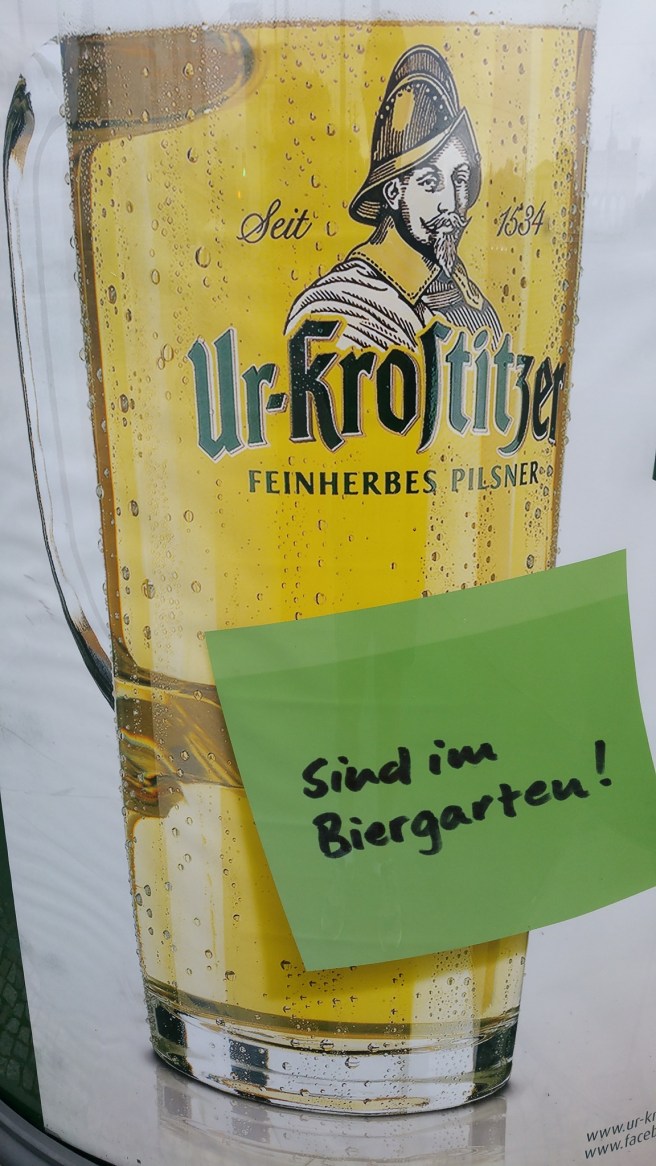 Seit 1534
Ur-Kroſtitzer
FEINHERBES PILSNER
Sind im
Biergarten!